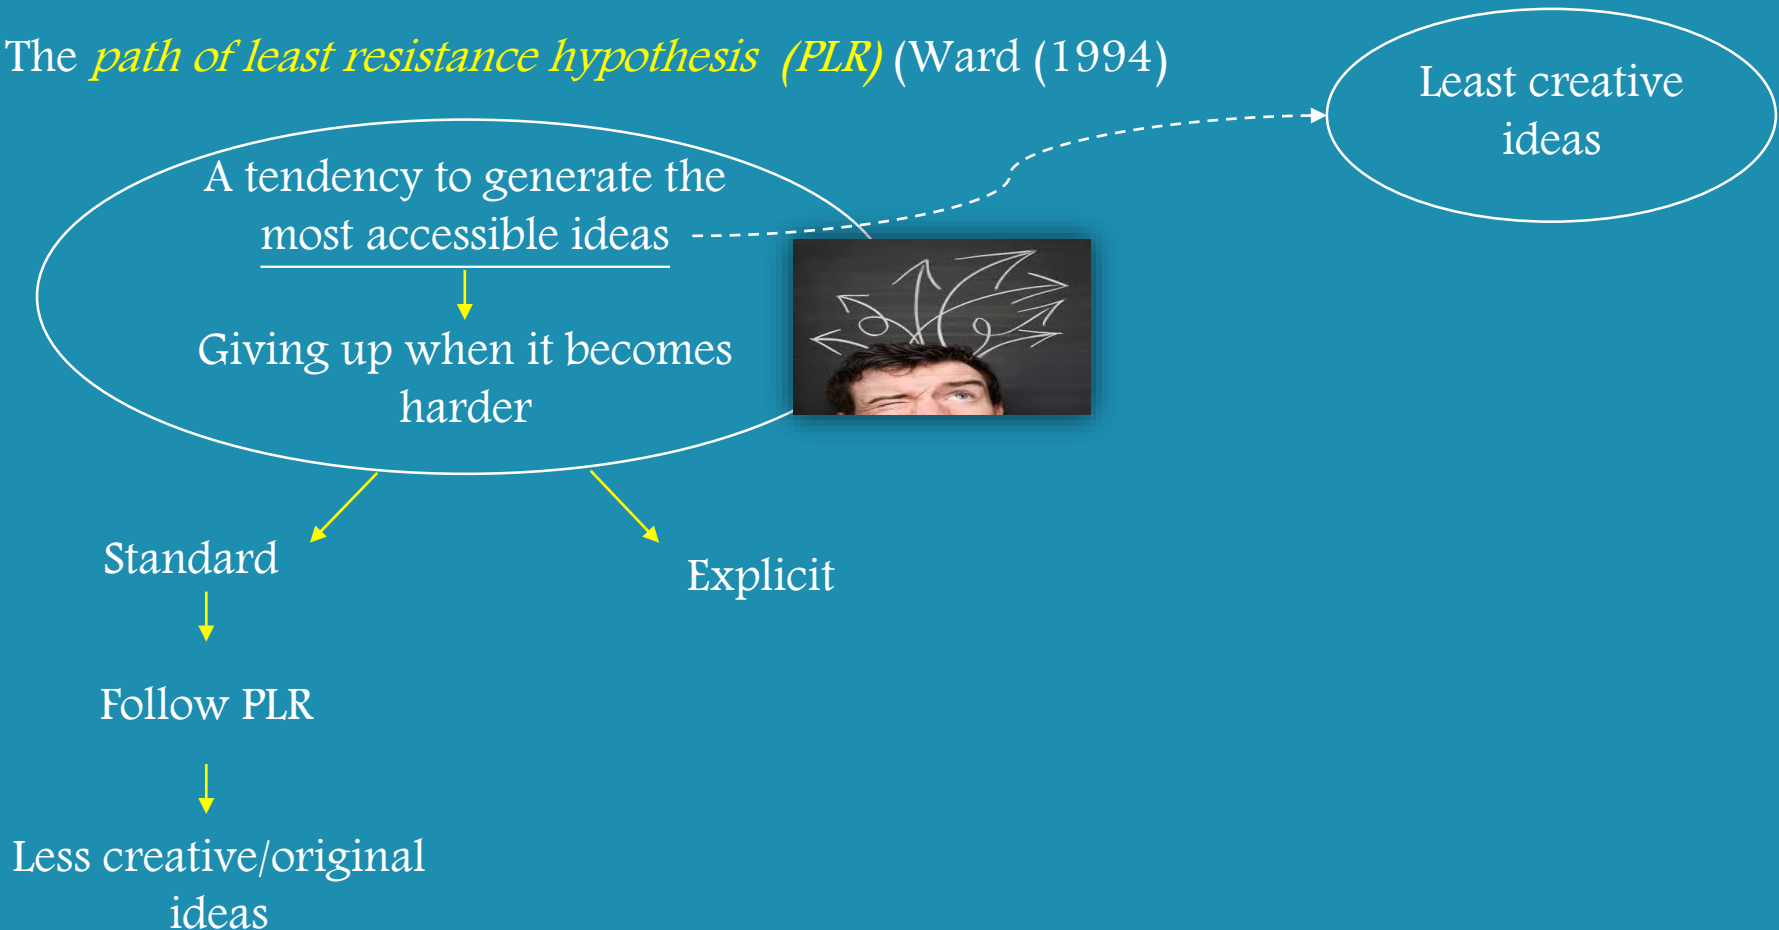 The path of least resistance hypothesis (PLR) (Ward (1994)
Least creative
ideas
A tendency to generate the
most accessible ideas
Giving up when it becomes
harder
Standard
Explicit
Follow PLR
Less creative/original
ideas